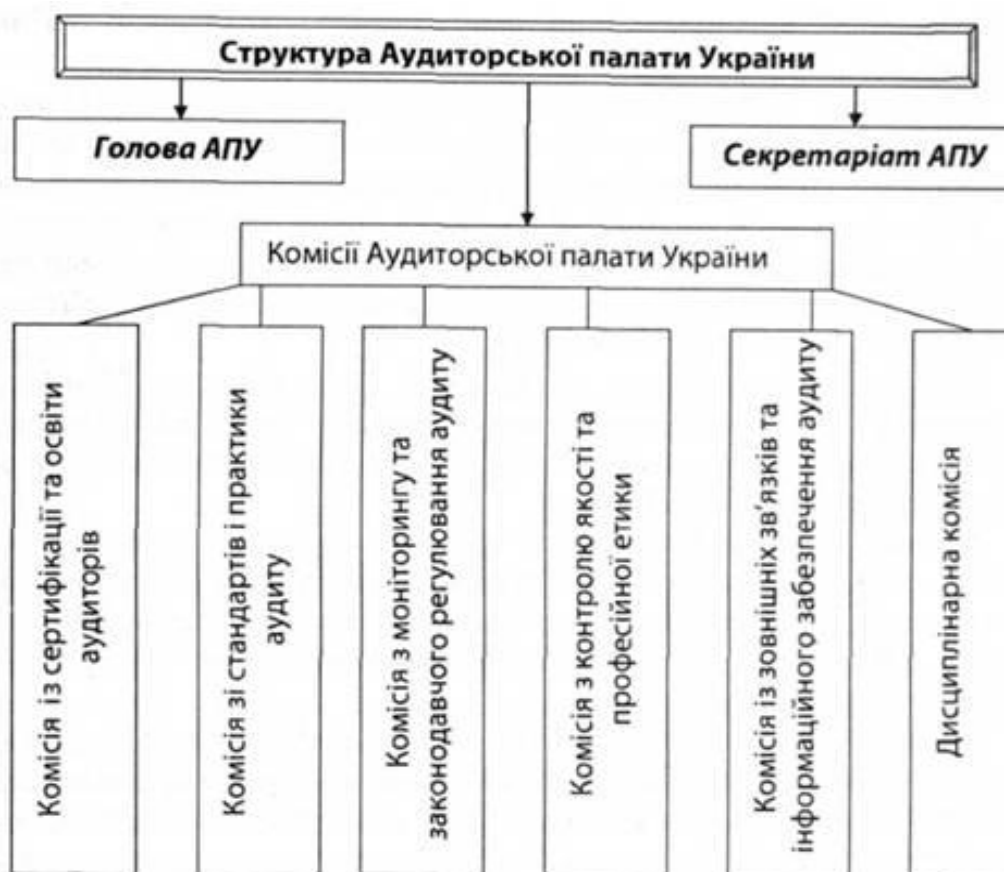 Структура Аудиторської палати України
Голова АПУ
Секретаріат АПУ
Комісії Аудиторської палати України
Комісія із сертифікації та освіти
аудиторів
Комісія зі стандартів і практики
аудиту
Комісія з моніторингу та
законодавчого регулювання аудиту
Комісія з контролю якості та
професійної етики
Комісія із зовнішніх зв'язків та
інформаційного забезпечення аудиту
Дисциплінарна комісія